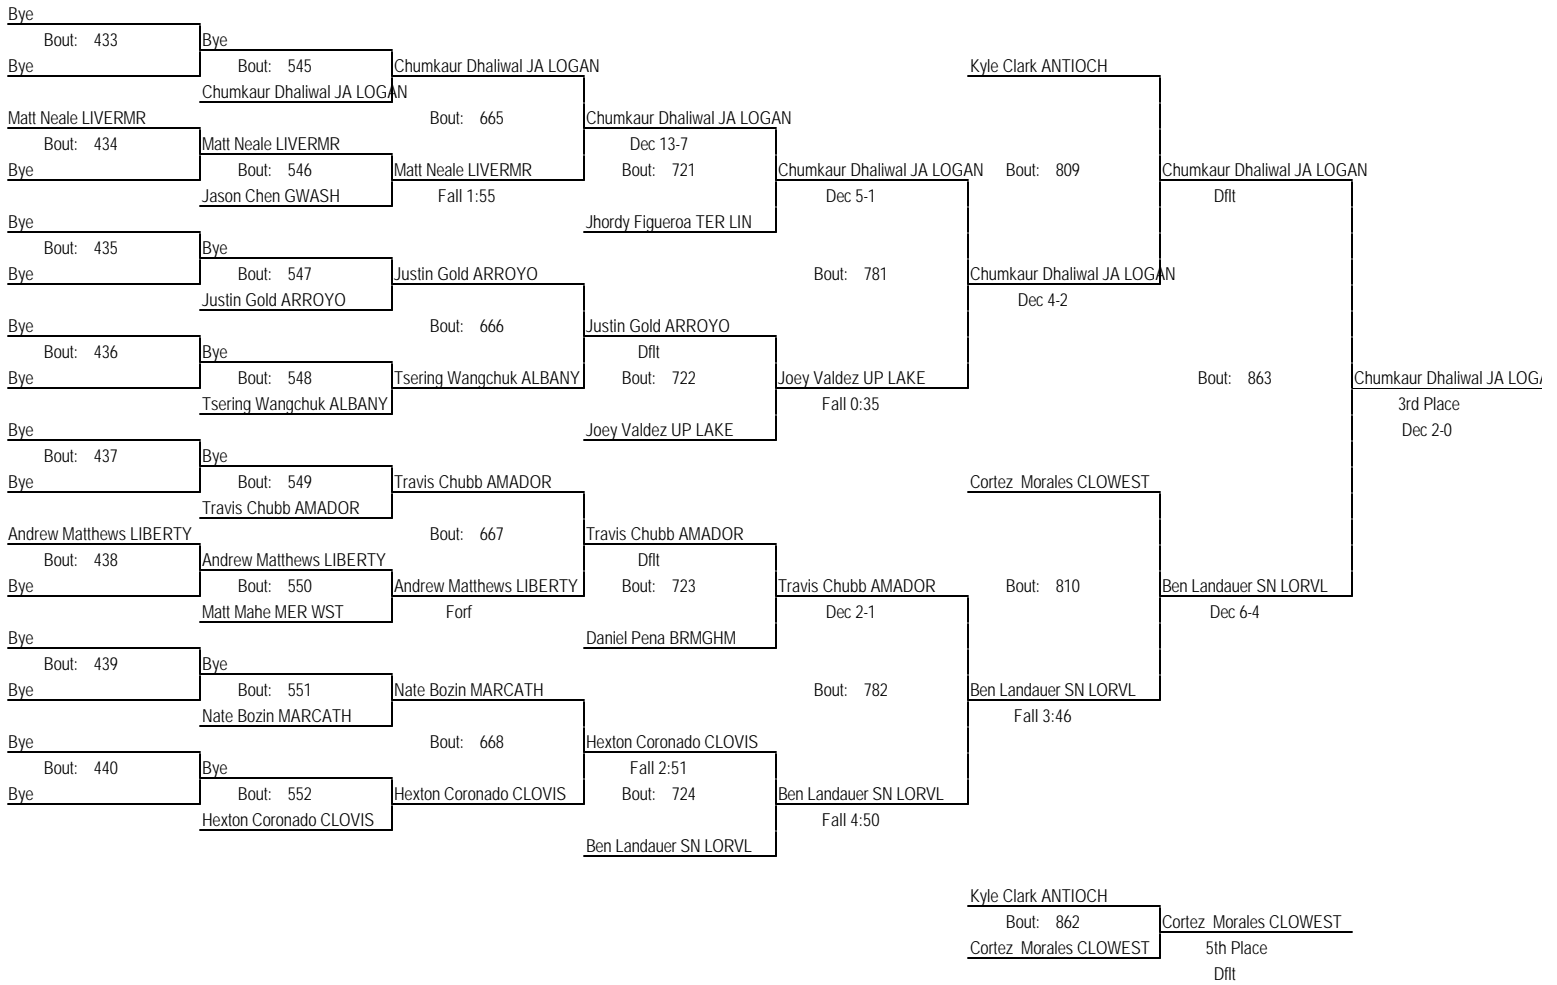 Bye
Bout: 433
Bye
Bye
Bout: 545
Chumkaur Dhaliwal JA LOGAN
Chumkaur Dhaliwal JA LOGAN
Kyle Clark ANTIOCH
Matt Neale LIVERMR
Bout: 434
Bye
Matt Neale LIVERMR
Bout: 546
Jason Chen GWASH
Bout: 665
Matt Neale LIVERMR
Fall 1:55
Chumkaur Dhaliwal JA LOGAN
Dec 13-7
Bout: 721
Jhordy Figueroa TER LIN
Chumkaur Dhaliwal JA LOGAN
Dec 5-1
Bout: 809
Chumkaur Dhaliwal JA LOGAN
Dflt
Bye
Bout: 435
Bye
Bye
Bout: 547
Justin Gold ARROYO
Justin Gold ARROYO
Bout: 781
Chumkaur Dhaliwal JA LOGAN
Dec 4-2
Bye
Bout: 436
Bye
Bye
Bout: 548
Tsering Wangchuk ALBANY
Bout: 666
Tsering Wangchuk ALBANY
Justin Gold ARROYO
Dflt
Bout: 722
Joey Valdez UP LAKE
Joey Valdez UP LAKE
Fall 0:35
Bout: 863
Chumkaur Dhaliwal JA LOGA
3rd Place
Dec 2-0
Bye
Bout: 437
Bye
Bye
Bout: 549
Travis Chubb AMADOR
Travis Chubb AMADOR
Cortez Morales CLOWEST
Andrew Matthews LIBERTY
Bout: 438
Bye
Andrew Matthews LIBERTY
Bout: 550
Matt Mahe MER WST
Bout: 667
Andrew Matthews LIBERTY
Forf
Travis Chubb AMADOR
Dflt
Bout: 723
Daniel Pena BRMGHM
Travis Chubb AMADOR
Dec 2-1
Bout: 810
Ben Landauer SN LORVL
Dec 6-4
Bye
Bout: 439
Bye
Bye
Bout: 551
Nate Bozin MARCATH
Nate Bozin MARCATH
Bout: 782
Ben Landauer SN LORVL
Fall 3:46
Bye
Bout: 440
Bye
Bye
Bout: 552
Hexton Coronado CLOVIS
Bout: 668
Hexton Coronado CLOVIS
Hexton Coronado CLOVIS
Fall 2:51
Bout: 724
Ben Landauer SN LORVL
Ben Landauer SN LORVL
Fall 4:50
Kyle Clark ANTIOCH
Bout: 862
Cortez Morales CLOWEST
Cortez Morales CLOWEST
5th Place
Dflt